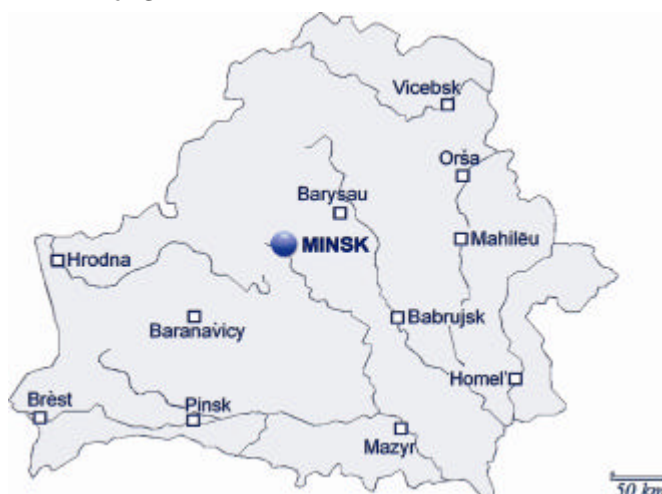 Vicebsk
Orša
Barysau
MINSK
Mahilëu
Hrodna
Baranavicy
Babrujsk
Homel'
Brèst
Pinsk
Mazyr
50 km